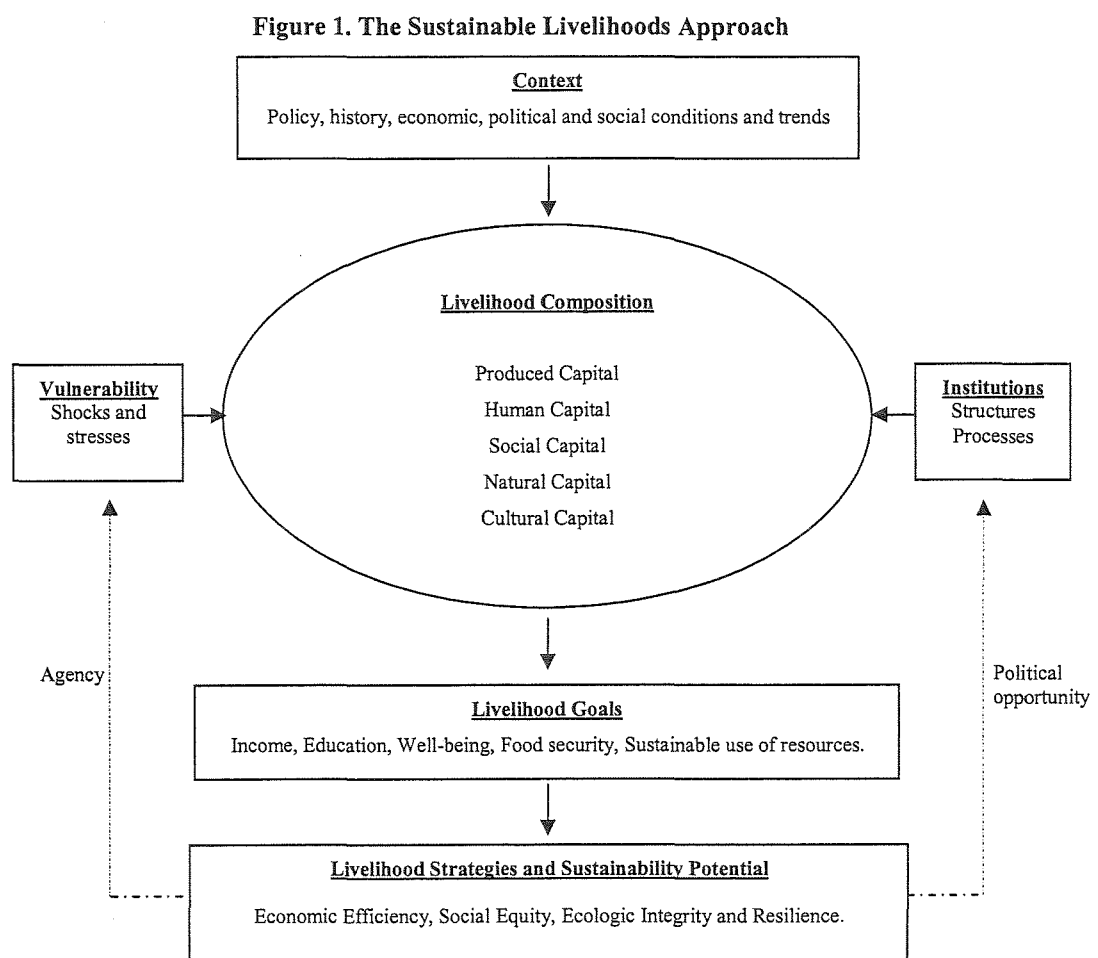 Figure 1. The Sustainable Livelihoods Approach
Context
Policy, history, economic, political and social conditions and trends
Livelihood Composition
Produced Capital
Human Capital
Social Capital
Natural Capital
Cultural Capital
Vulnerability
Shocks and
stresses
Institutions
Structures
Processes
Agency
Political
opportunity
Livelihood Goals
Income, Education, Well-being, Food security, Sustainable use of resources.
Livelihood Strategies and Sustainability Potential
Economic Efficiency, Social Equity, Ecologic Integrity and Resilience.